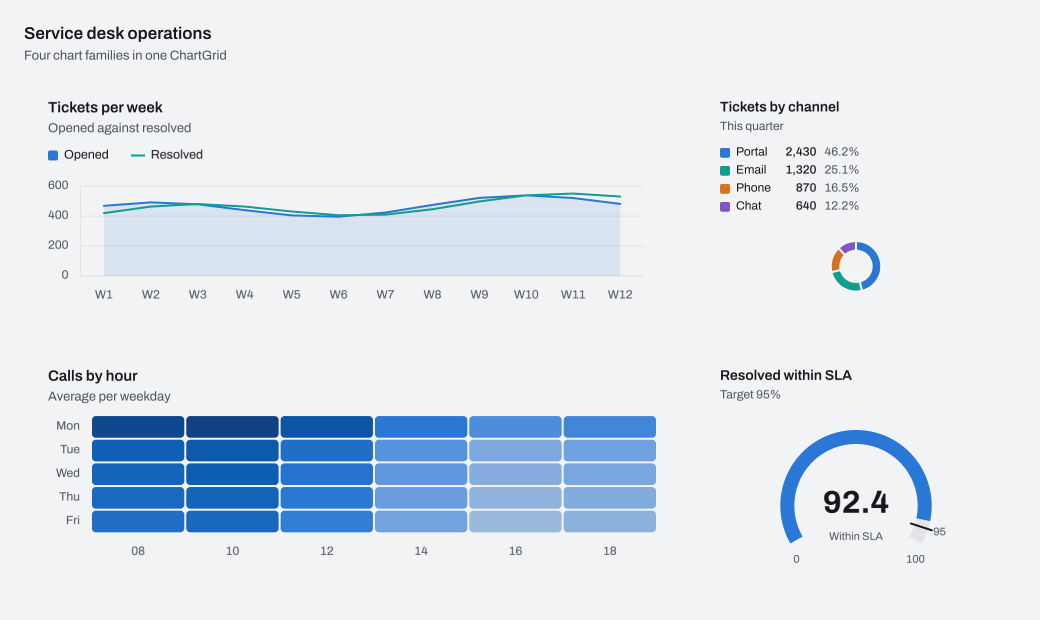 Service desk operations
Four chart families in one ChartGrid
Tickets per week
Opened against resolved
Opened Resolved
600
400
200
0
W1 W2 W3 W4 W5 W6 W7 W8 W9 W10 W11 W12
Tickets by channel
This quarter
Portal 2,430 46.2%
Email 1,320 25.1%
Phone 870 16.5%
Chat 640 12.2%
Calls by hour
Average per weekday
Mon
Tue
Wed
Thu
Fri
08 10 12 14 16 18
Resolved within SLA
Target 95%
92.4
Within SLA
95
0 100